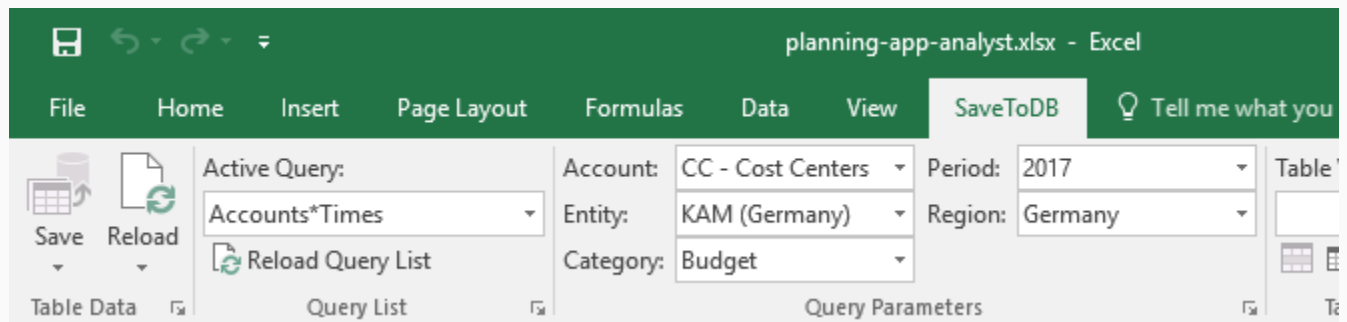 planning-app-analyst.xlsx - Excel
File Home Insert Page Layout Formulas Data View SaveToDB Tell me what you
Active Query: Account: CC - Cost Centers Period: 2017 Table
Accounts*Times Entity: KAM (Germany) Region: Germany
Save Reload Reload Query List Category: Budget
Table Data Query List Query Parameters